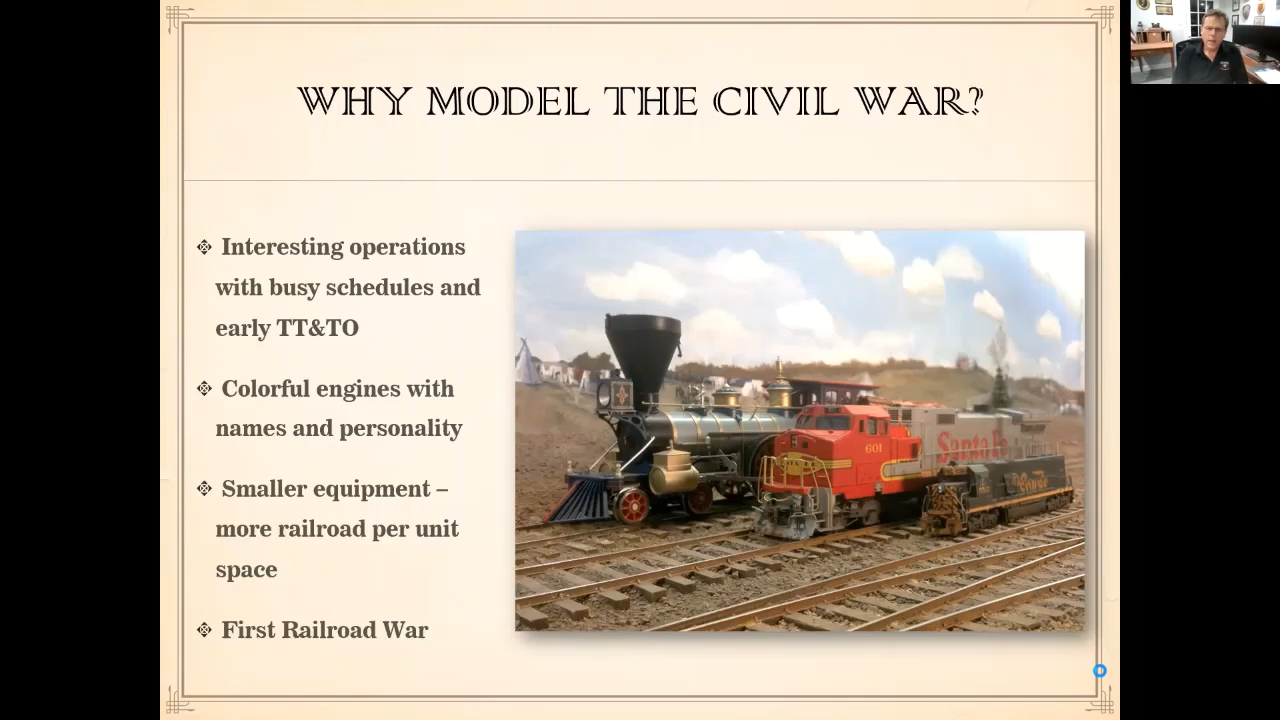 WHY MODEL THE CIVIL WAR?
Interesting operations
with busy schedules and
early TT&TO
Colorful engines with
names and personality
Smaller equipment –
more railroad per unit
space
First Railroad War
601
Santa Fe